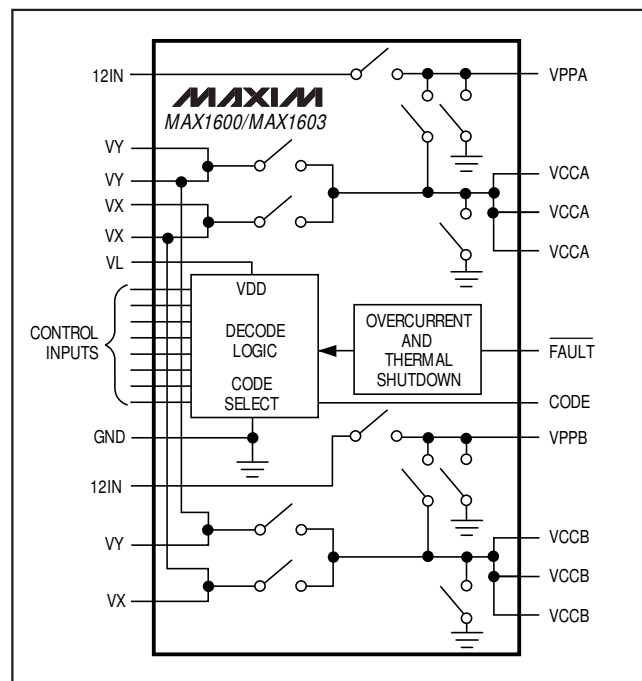 12IN
VPPA
MAXIM
MAX1600/MAX1603
VY
VY
VX
VX
VCCA
VCCA
VCCA
VL
VDD
DECODE
LOGIC
CODE
SELECT
CONTROL
INPUTS
OVERCURRENT
AND
THERMAL
SHUTDOWN
FAULT
CODE
GND
VPPB
12IN
VY
VX
VCCB
VCCB
VCCB